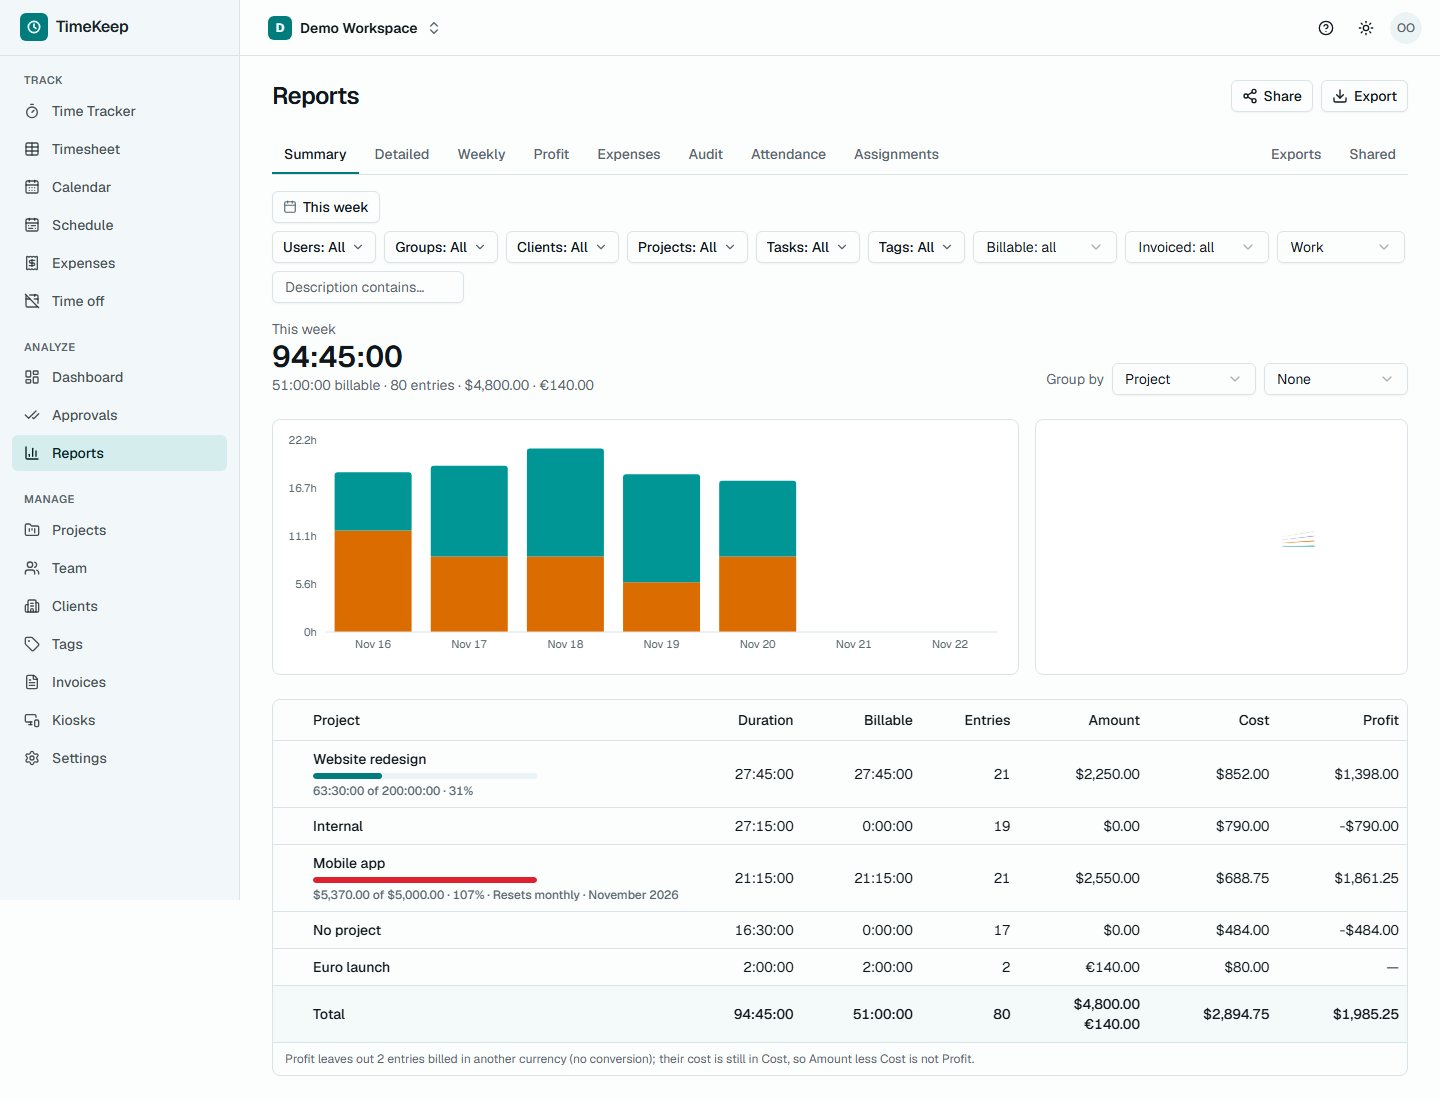 TimeKeep
D Demo Workspace
OO
TRACK
Time Tracker
Timesheet
Calendar
Schedule
Expenses
Time off
ANALYZE
Dashboard
Approvals
Reports
MANAGE
Projects
Team
Clients
Tags
Invoices
Kiosks
Settings
Reports
Share Export
Summary Detailed Weekly Profit Expenses Audit Attendance Assignments Exports Shared
This week
Users: All Groups: All Clients: All Projects: All Tasks: All Tags: All Billable: all Invoiced: all Work
Description contains...
This week
94:45:00
51:00:00 billable · 80 entries · $4,800.00 · €140.00
Group by Project None
22.2h
16.7h
11.1h
5.6h
0h
Nov 16 Nov 17 Nov 18 Nov 19 Nov 20 Nov 21 Nov 22
Project Duration Billable Entries Amount Cost Profit
Website redesign
63:30:00 of 200:00:00 · 31%
27:45:00 27:45:00 21 $2,250.00 $852.00 $1,398.00
Internal 27:15:00 0:00:00 19 $0.00 $790.00 -$790.00
Mobile app
$5,370.00 of $5,000.00 · 107% · Resets monthly · November 2026
21:15:00 21:15:00 21 $2,550.00 $688.75 $1,861.25
No project 16:30:00 0:00:00 17 $0.00 $484.00 -$484.00
Euro launch 2:00:00 2:00:00 2 €140.00 $80.00 —
Total 94:45:00 51:00:00 80 $4,800.00 €140.00 $2,894.75 $1,985.25
Profit leaves out 2 entries billed in another currency (no conversion); their cost is still in Cost, so Amount less Cost is not Profit.